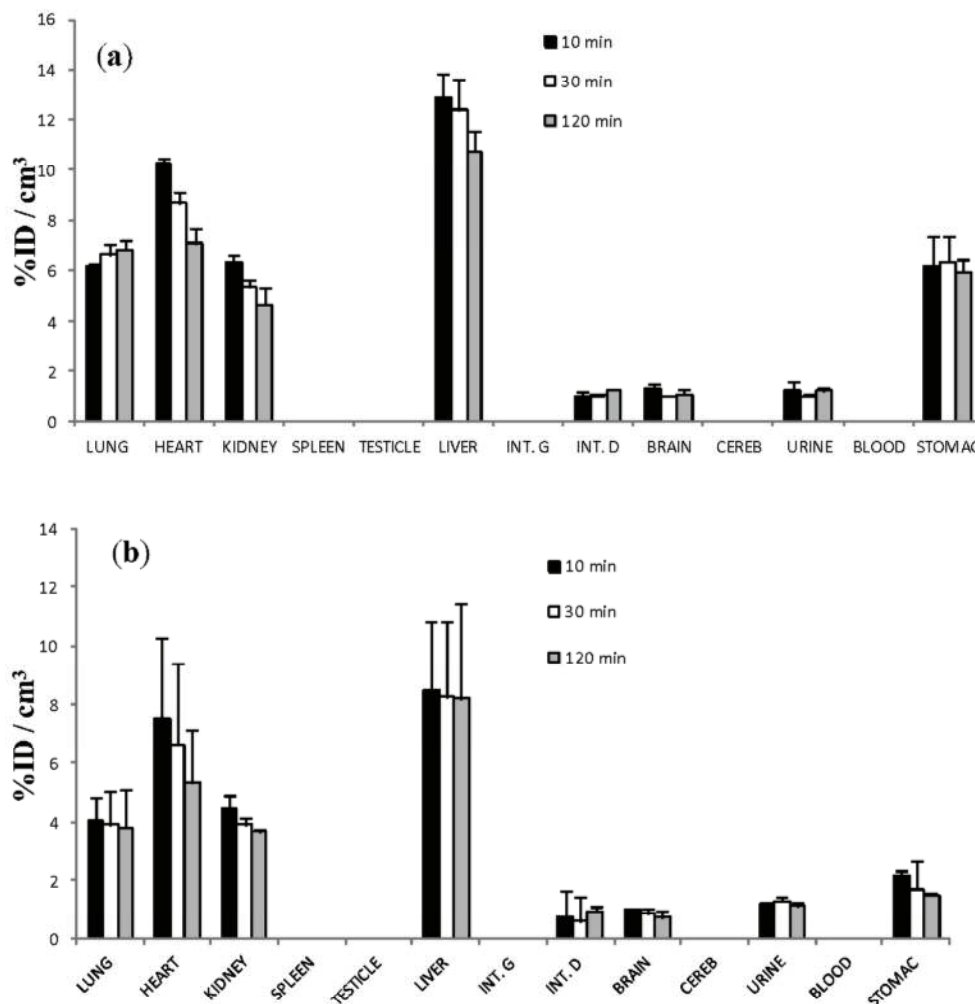 16
(a)
10 min
14
30 min
12
120 min
10
%ID / cm³
8
6
4
2
0
LUNG HEART KIDNEY SPLEEN TESTICLE LIVER INT. G INT. D BRAIN CEREB URINE BLOOD STOMAC
14
(b)
10 min
12
30 min
10
120 min
8
%ID / cm³
6
4
2
0
LUNG HEART KIDNEY SPLEEN TESTICLE LIVER INT. G INT. D BRAIN CEREB URINE BLOOD STOMAC